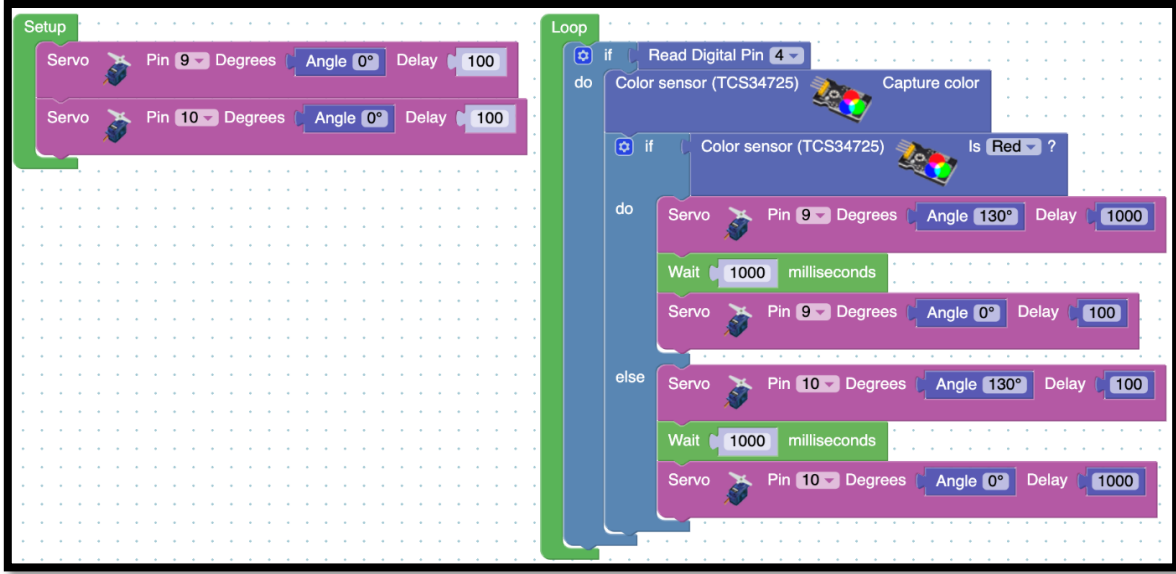 Setup
Servo Pin 9 Degrees Angle 0° Delay 100
Servo Pin 10 Degrees Angle 0° Delay 100
Loop
if Read Digital Pin 4
do Color sensor (TCS34725) Capture color
if Color sensor (TCS34725) Is Red ?
do Servo Pin 9 Degrees Angle 130° Delay 1000
Wait 1000 milliseconds
Servo Pin 9 Degrees Angle 0° Delay 100
else Servo Pin 10 Degrees Angle 130° Delay 100
Wait 1000 milliseconds
Servo Pin 10 Degrees Angle 0° Delay 1000